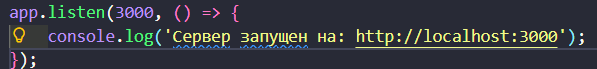 app.listen(3000, () => {
console.log('Сервер запущен на: http://localhost:3000');
});